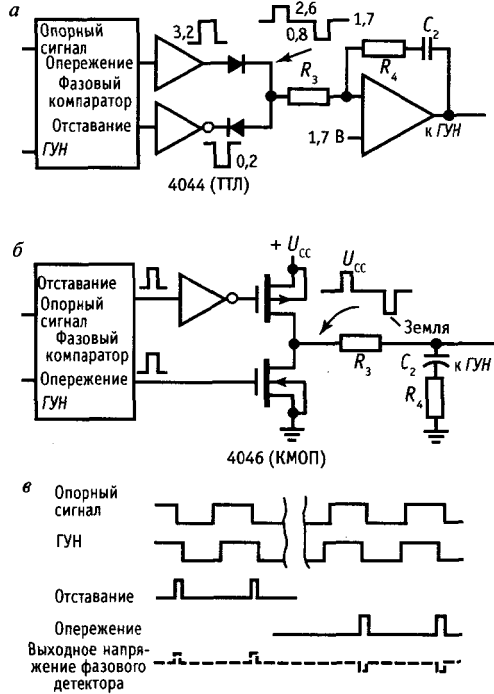 а
Опорный
сигнал
Опережение
Фазовый
компаратор
Отставание
ГУН
3,2
0,2
2,6
0,8
1,7
R3
R4
C2
1,7 В
к ГУН
4044 (ТТЛ)
б
+ UCC
Отставание
Опорный
сигнал
Фазовый
компаратор
Опережение
ГУН
UCC
Земля
R3
C2
к ГУН
R4
4046 (КМОП)
в
Опорный
сигнал
ГУН
Отставание
Опережение
Выходное напря-
жение фазового
детектора